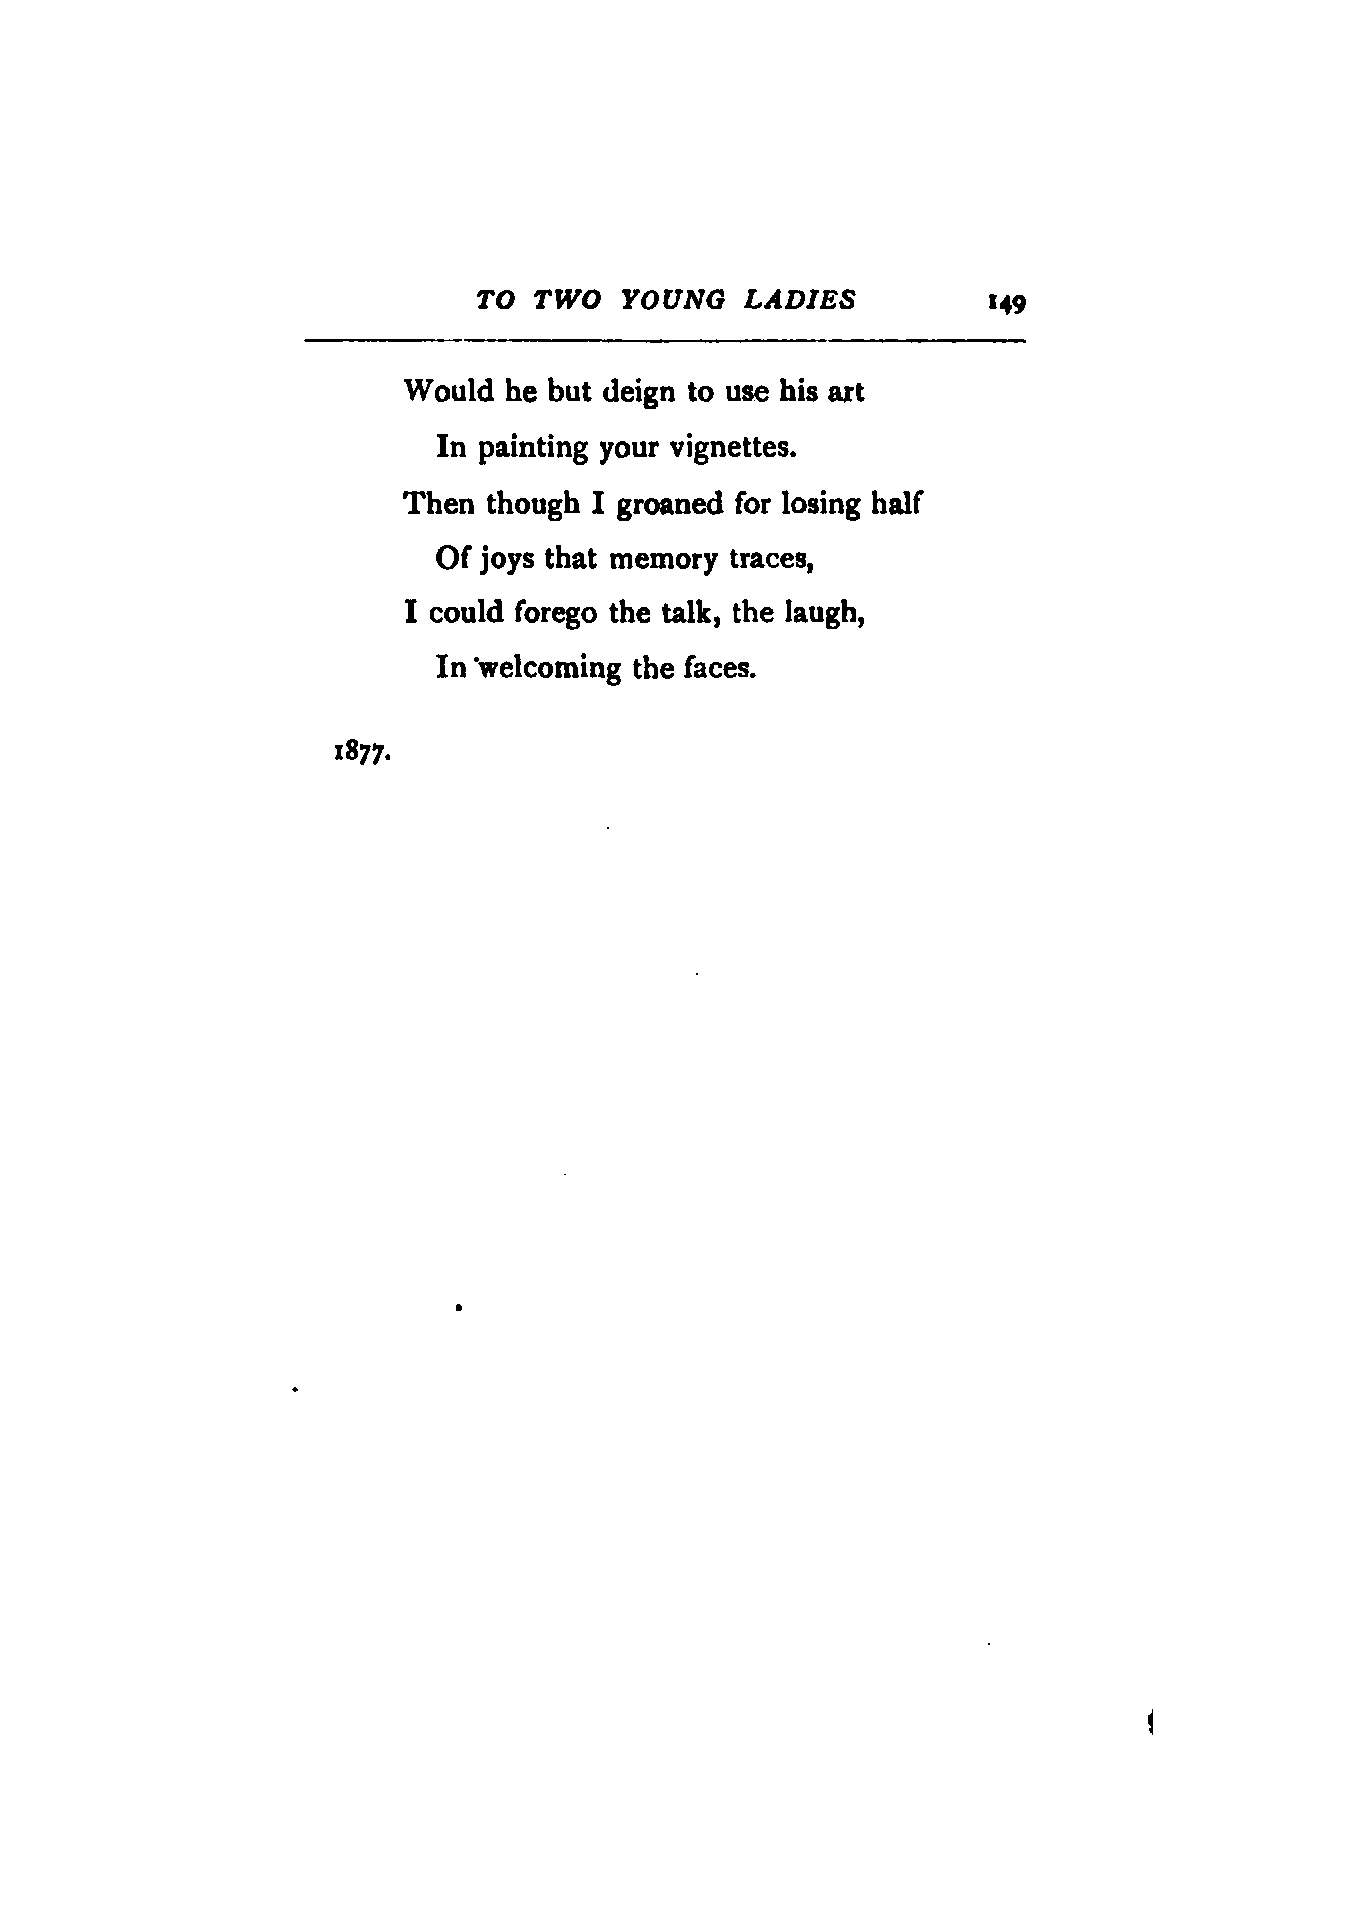 TO TWO YOUNG LADIES 149
Would he but deign to use his art
In painting your vignettes.
Then though I groaned for losing half
Of joys that memory traces,
I could forego the talk, the laugh,
In welcoming the faces.
1877.